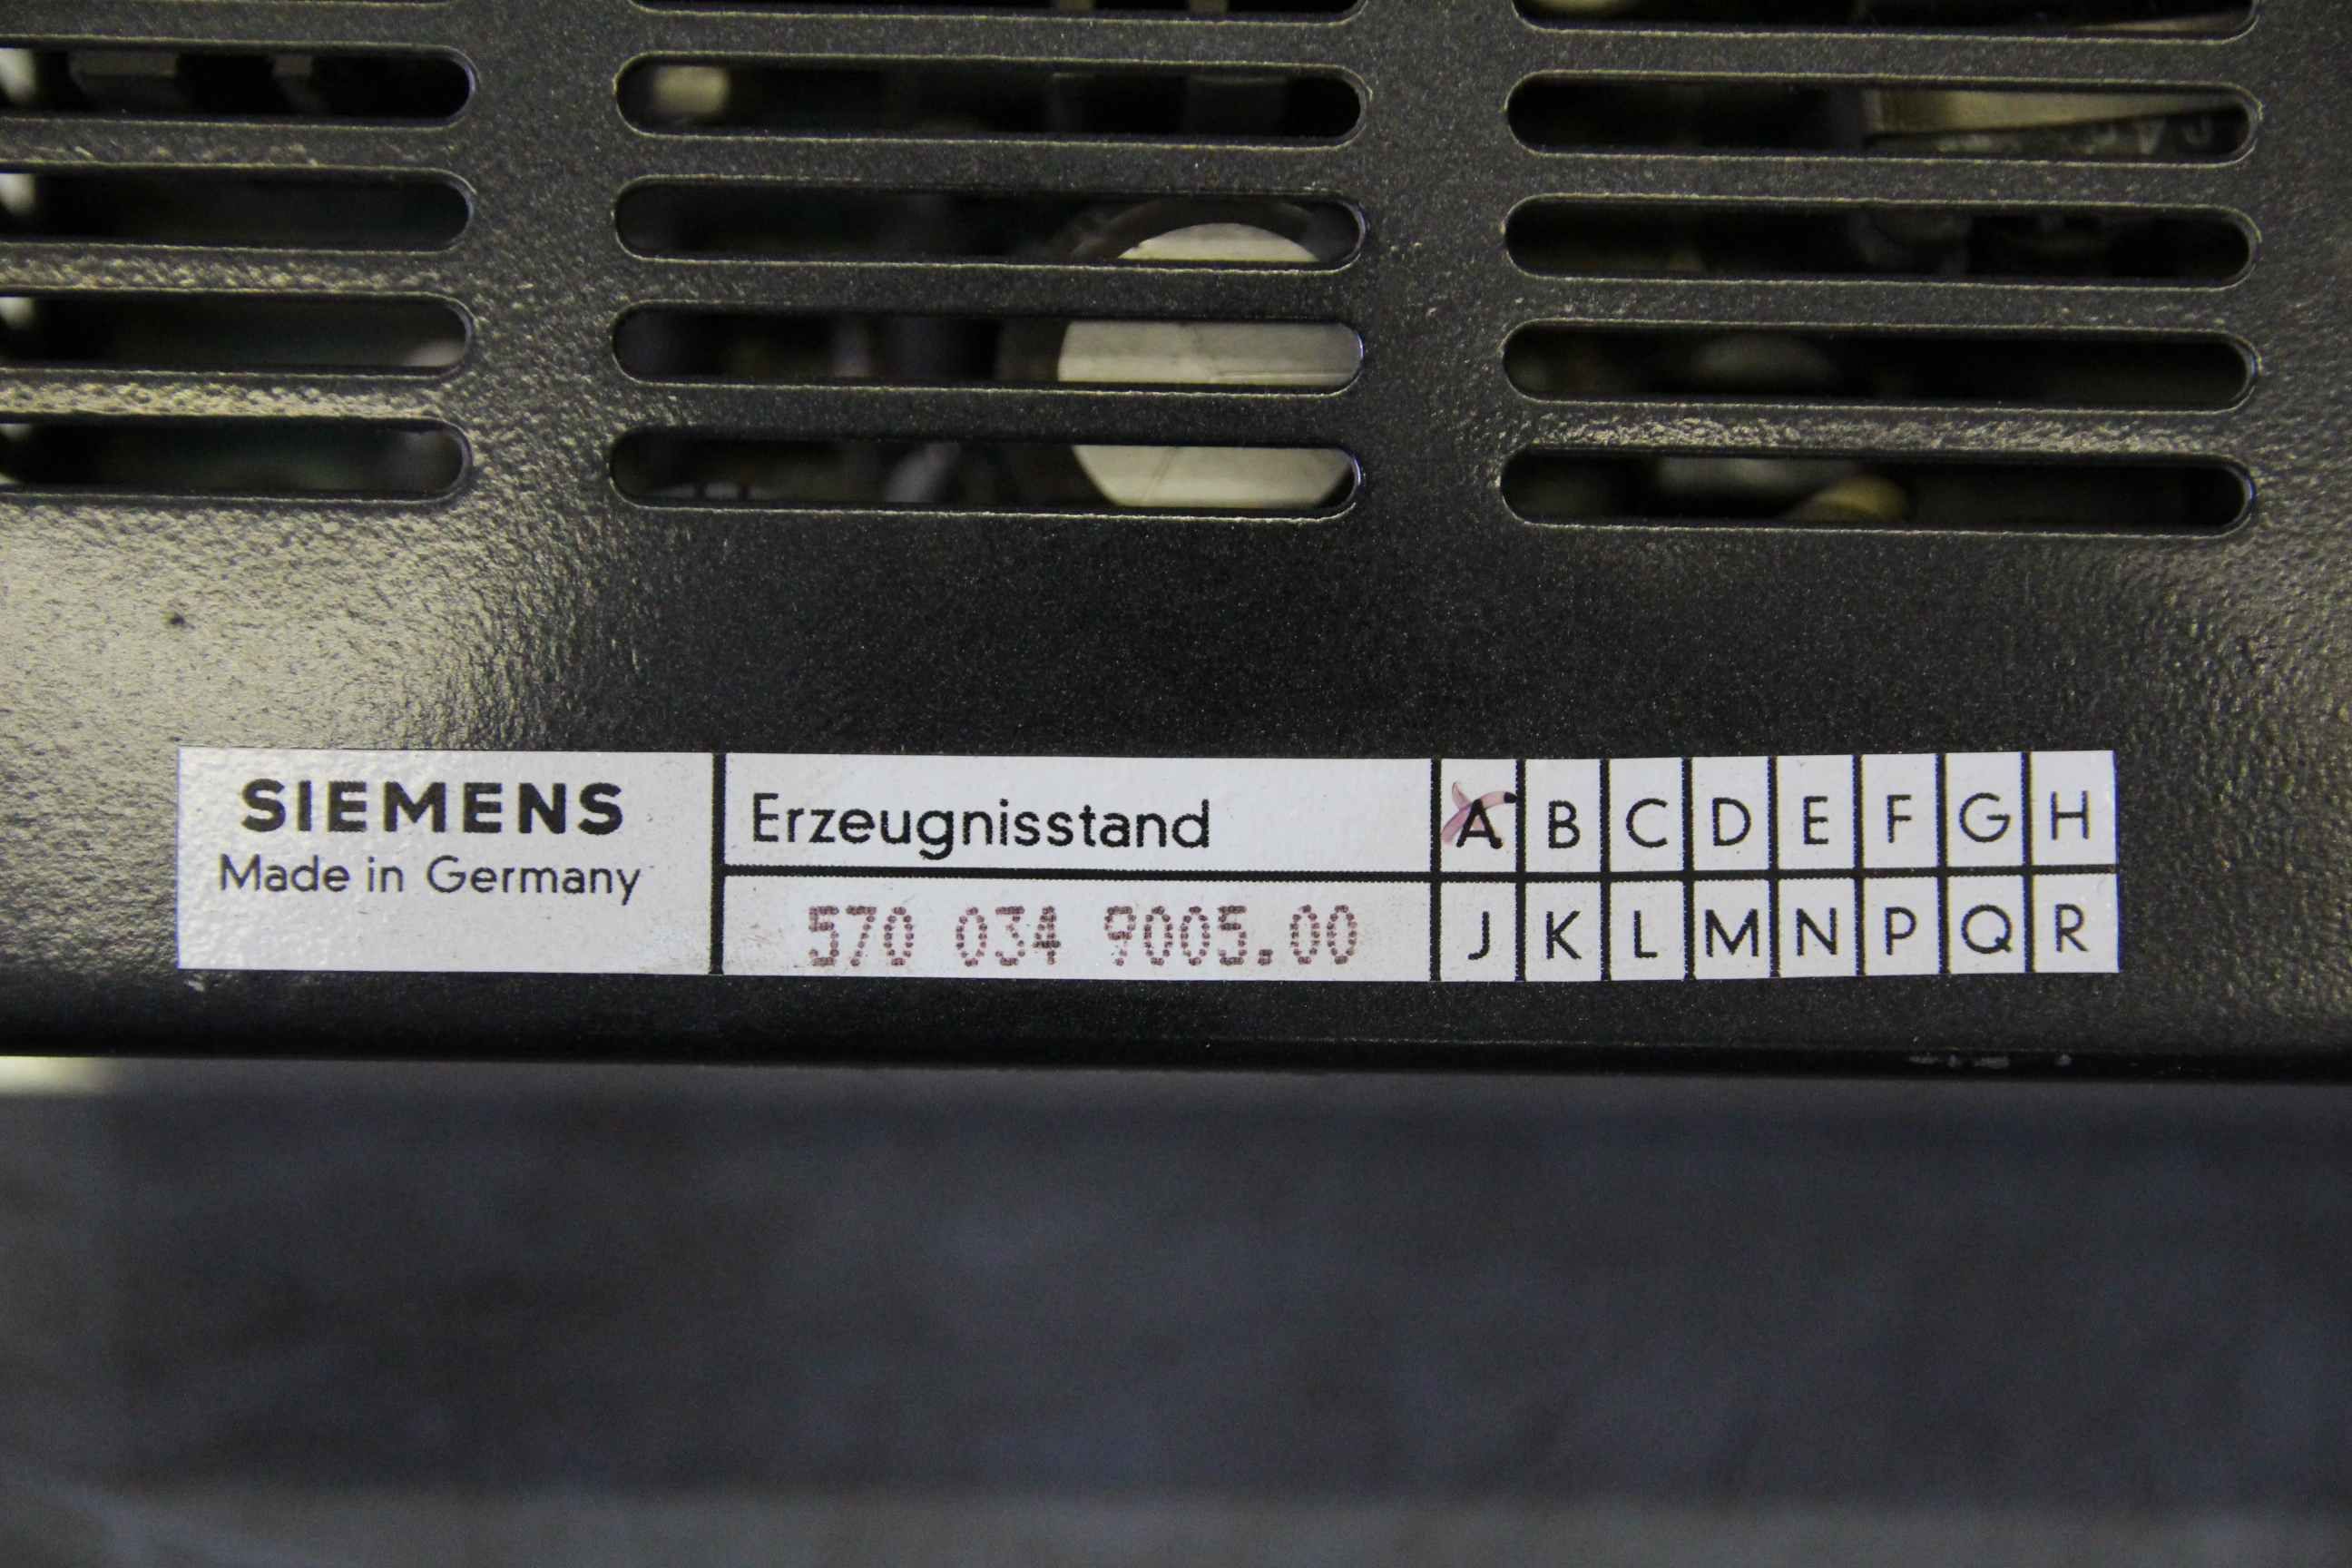 SIEMENS
Made in Germany
Erzeugnisstand
A B C D E F G H
570 034 9005.00
J K L M N P Q R